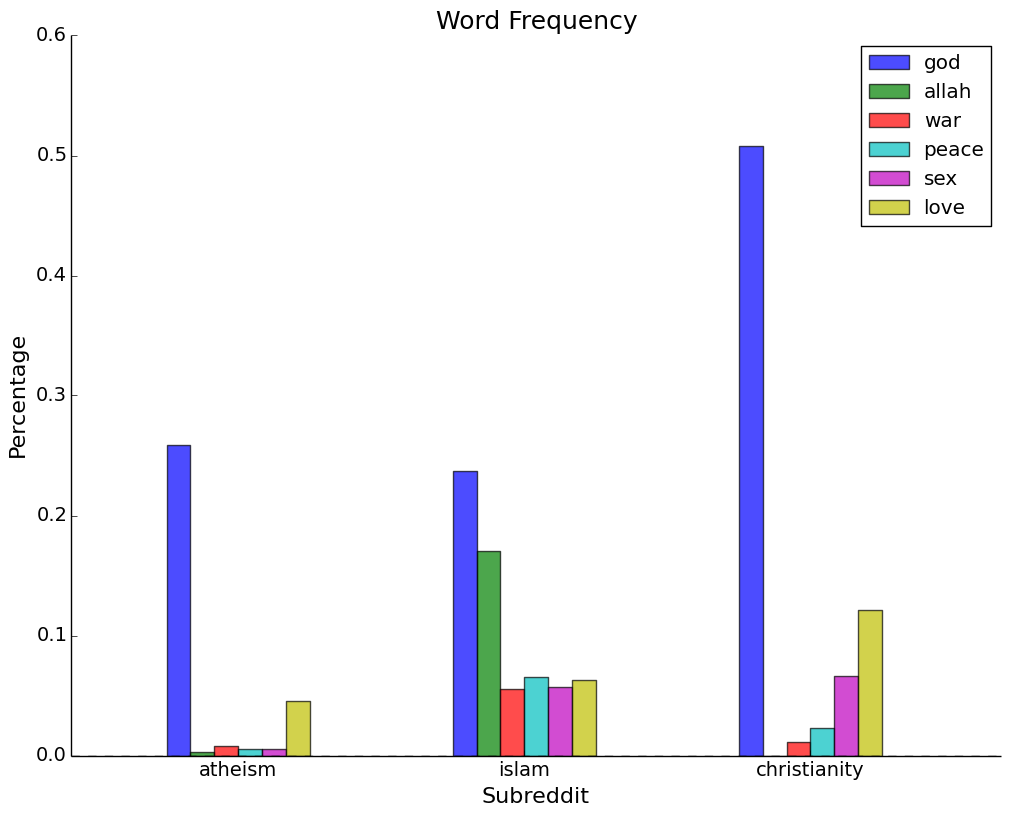 Word Frequency
0.6
0.5
0.4
0.3
0.2
0.1
0.0
Percentage
god
allah
war
peace
sex
love
atheism
islam
christianity
Subreddit